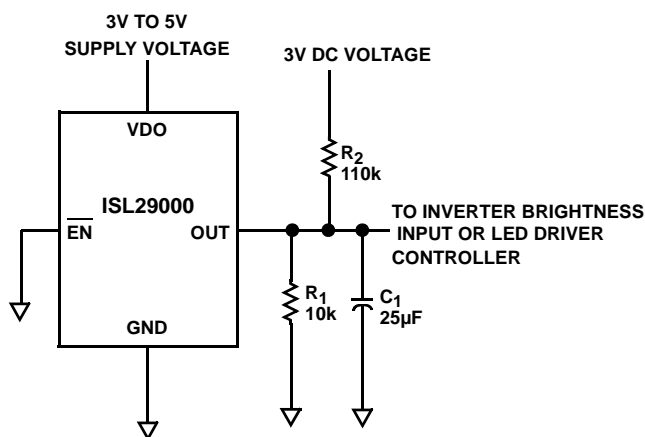 3V TO 5V
SUPPLY VOLTAGE
3V DC VOLTAGE
VDO
R2
110k
ISL29000
EN
OUT
TO INVERTER BRIGHTNESS
INPUT OR LED DRIVER
CONTROLLER
R1
10k
C1
25µF
GND